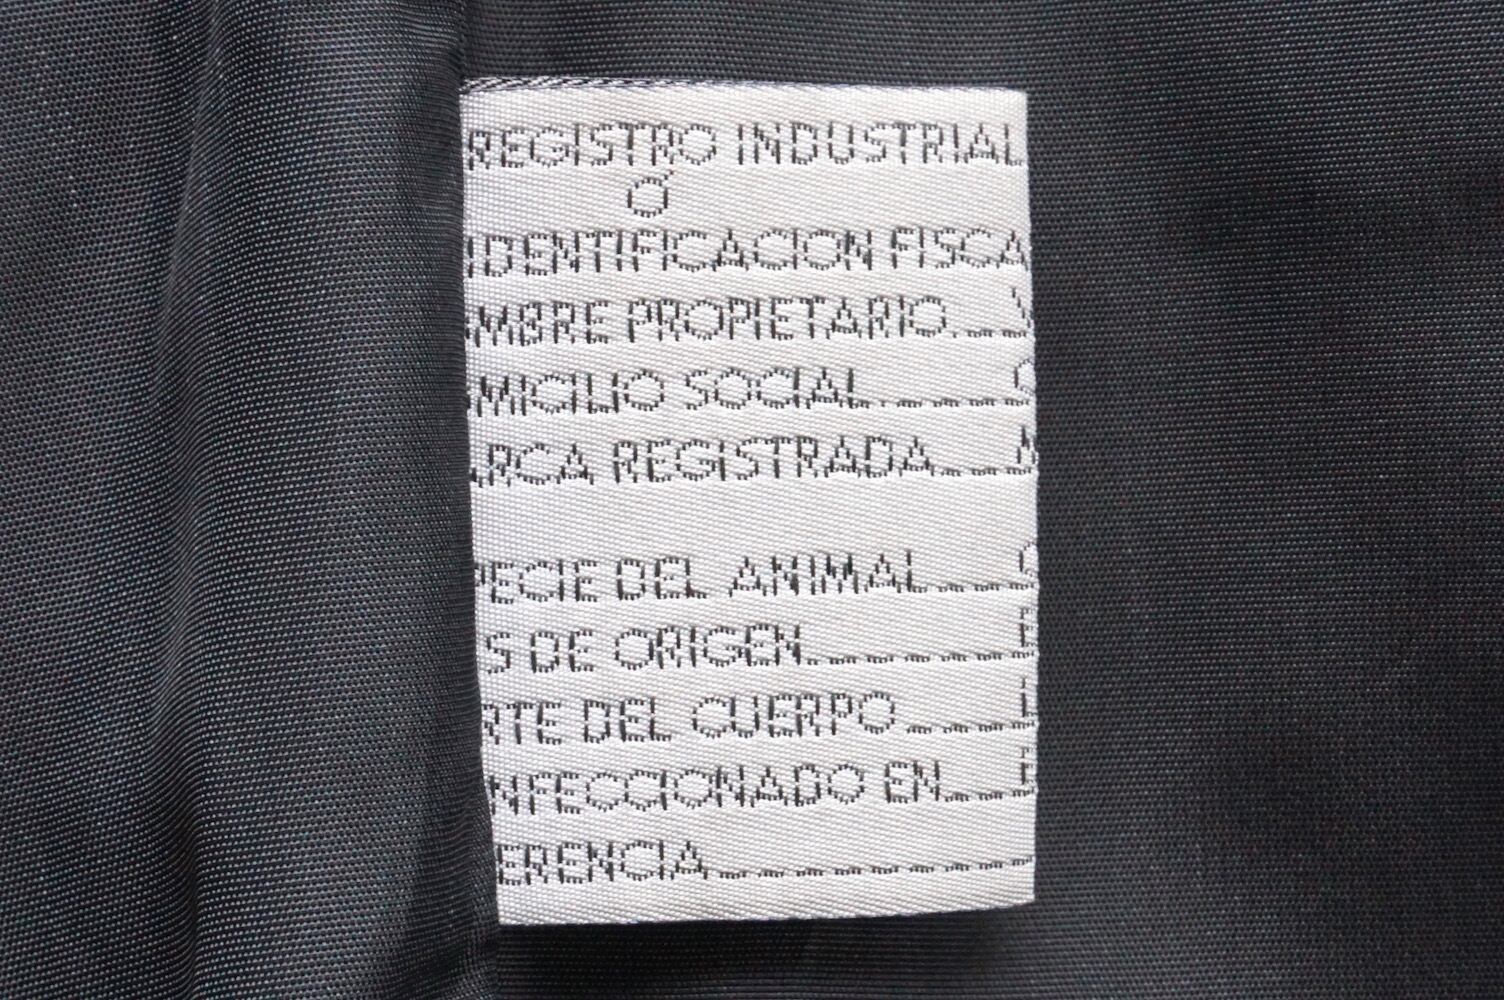 REGISTRO INDUSTRIAL
Ó
IDENTIFICACION FISCA
MBRE PROPIETARIO
MICILIO SOCIAL
ARCA REGISTRADA
PECIE DEL ANIMAL
S DE ORIGEN
RTE DEL CUERPO
NFECCIONADO EN
ERENCIA